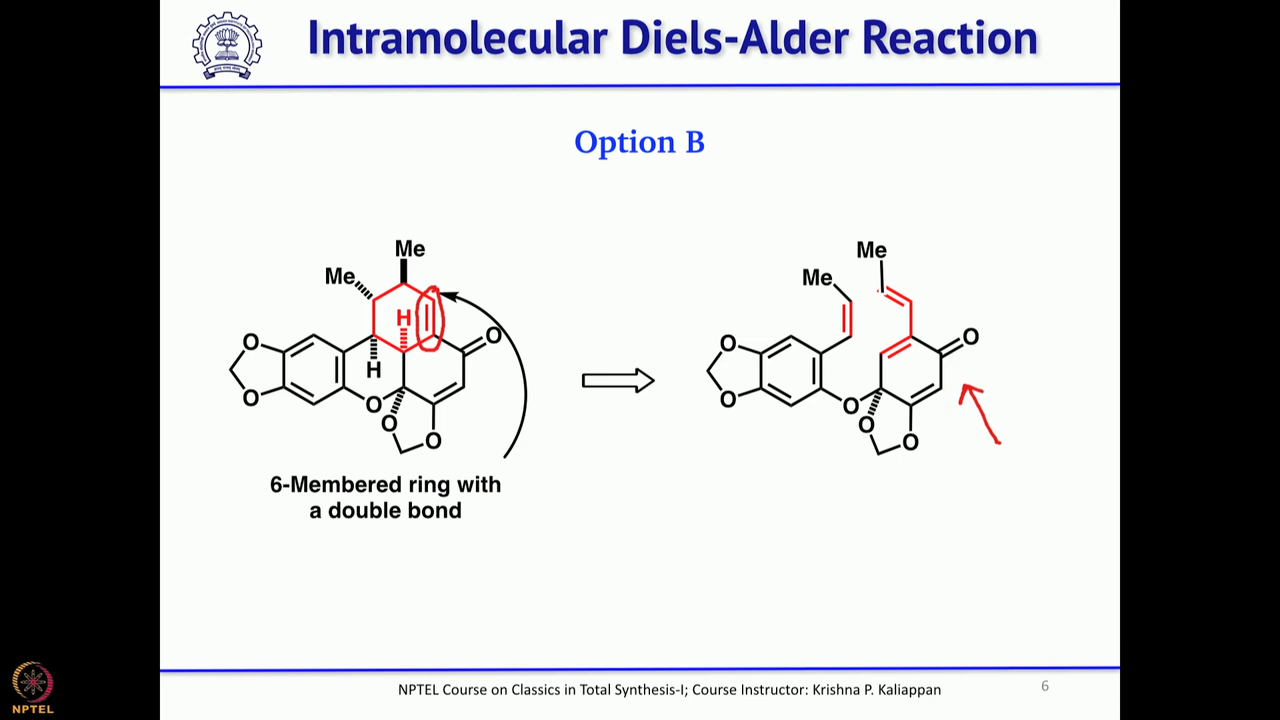 Intramolecular Diels-Alder Reaction
Option B
Me
Me
H
H
O
O
O
O
O
O
6-Membered ring with
a double bond
Me
Me
O
O
O
O
O
O
NPTEL Course on Classics in Total Synthesis-I; Course Instructor: Krishna P. Kaliappan
6
NPTEL